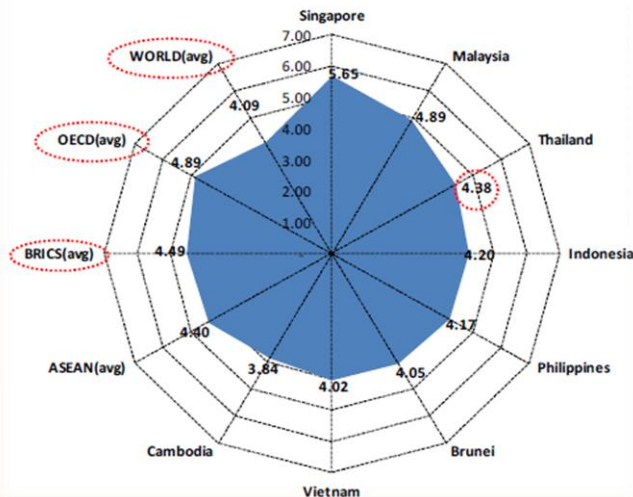 Singapore
7.00
WORLD(avg)
6.00
Malaysia
5.65
5.00
4.09
4.89
4.00
OECD(avg)
Thailand
4.89
3.00
4.38
2.00
1.00
BRICS(avg)
4.49
-
4.20
Indonesia
4.40
4.17
ASEAN(avg)
3.84
4.05
Philippines
4.02
Cambodia
Brunei
Vietnam